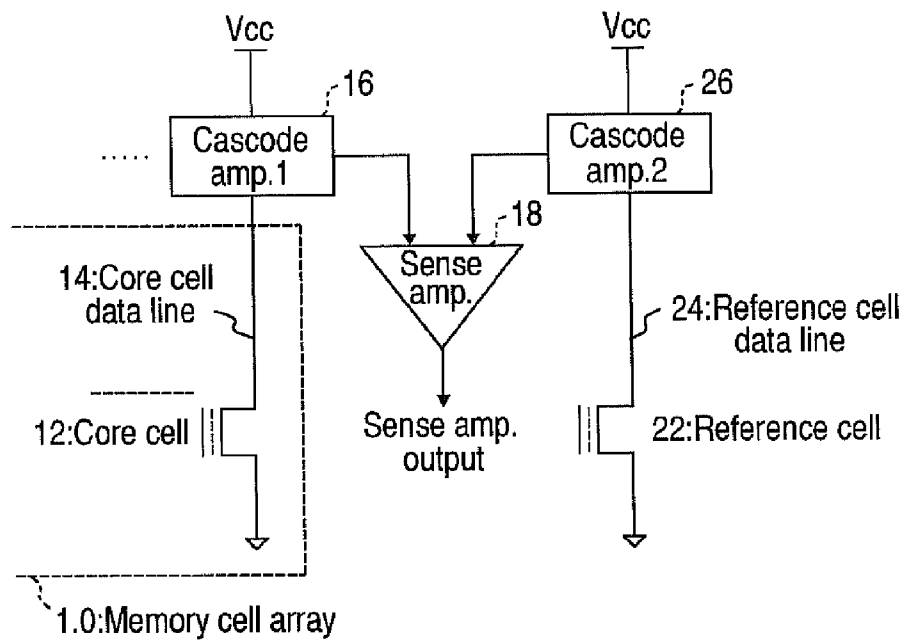 Vcc
Vcc
16
26
Cascode
amp.1
Cascode
amp.2
.....
18
Sense
amp.
14:Core cell
data line
24:Reference cell
data line
12:Core cell
Sense amp.
output
22:Reference cell
1.0:Memory cell array